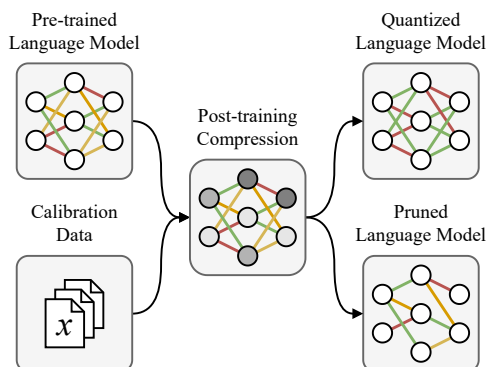 Pre-trained
Language Model
Calibration
Data
x
Post-training
Compression
Quantized
Language Model
Pruned
Language Model